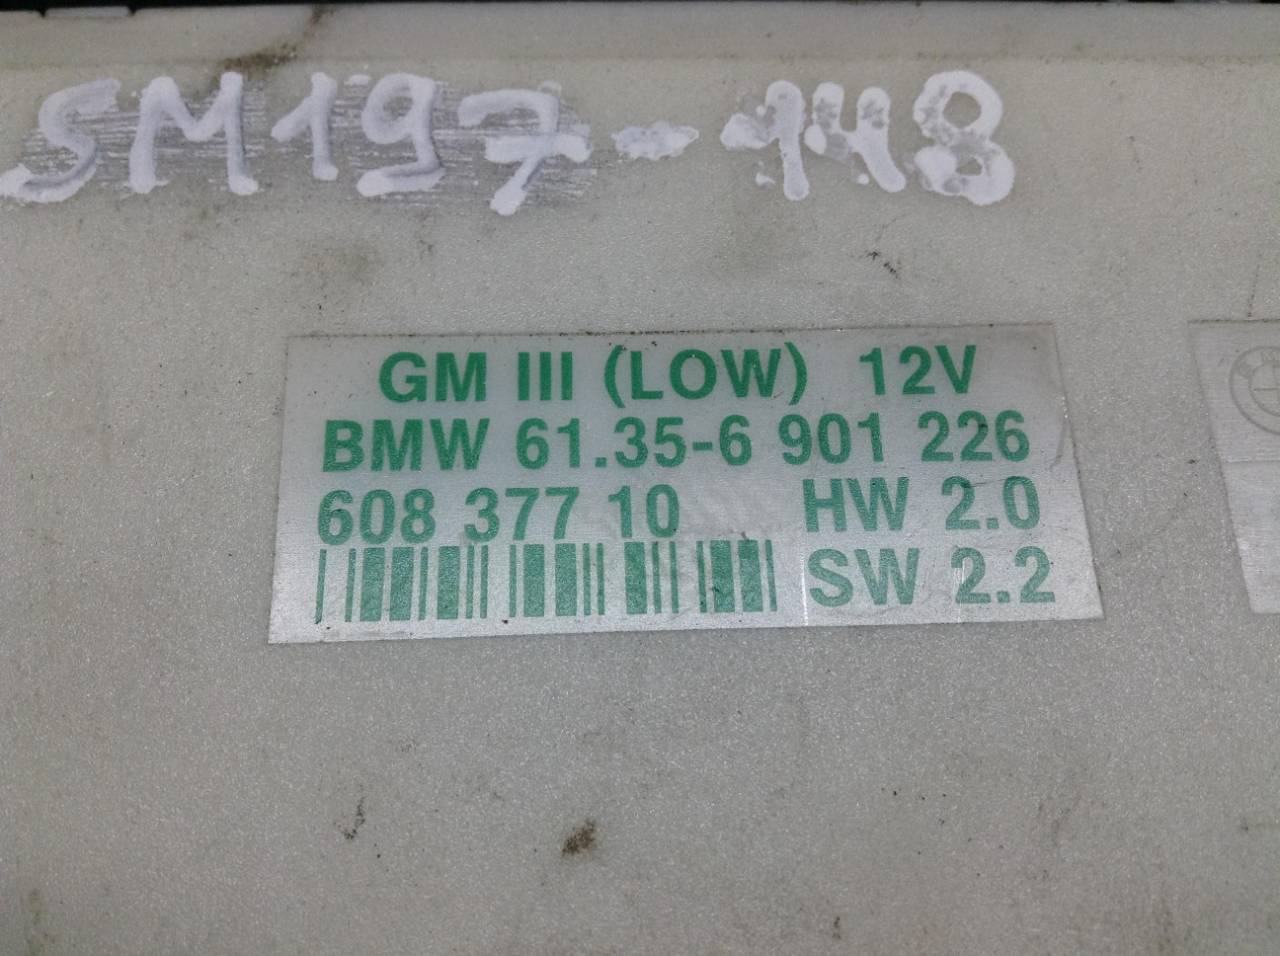 SM197-148
GM III (LOW) 12V
BMW 61.35-6 901 226
608 377 10 HW 2.0
SW 2.2